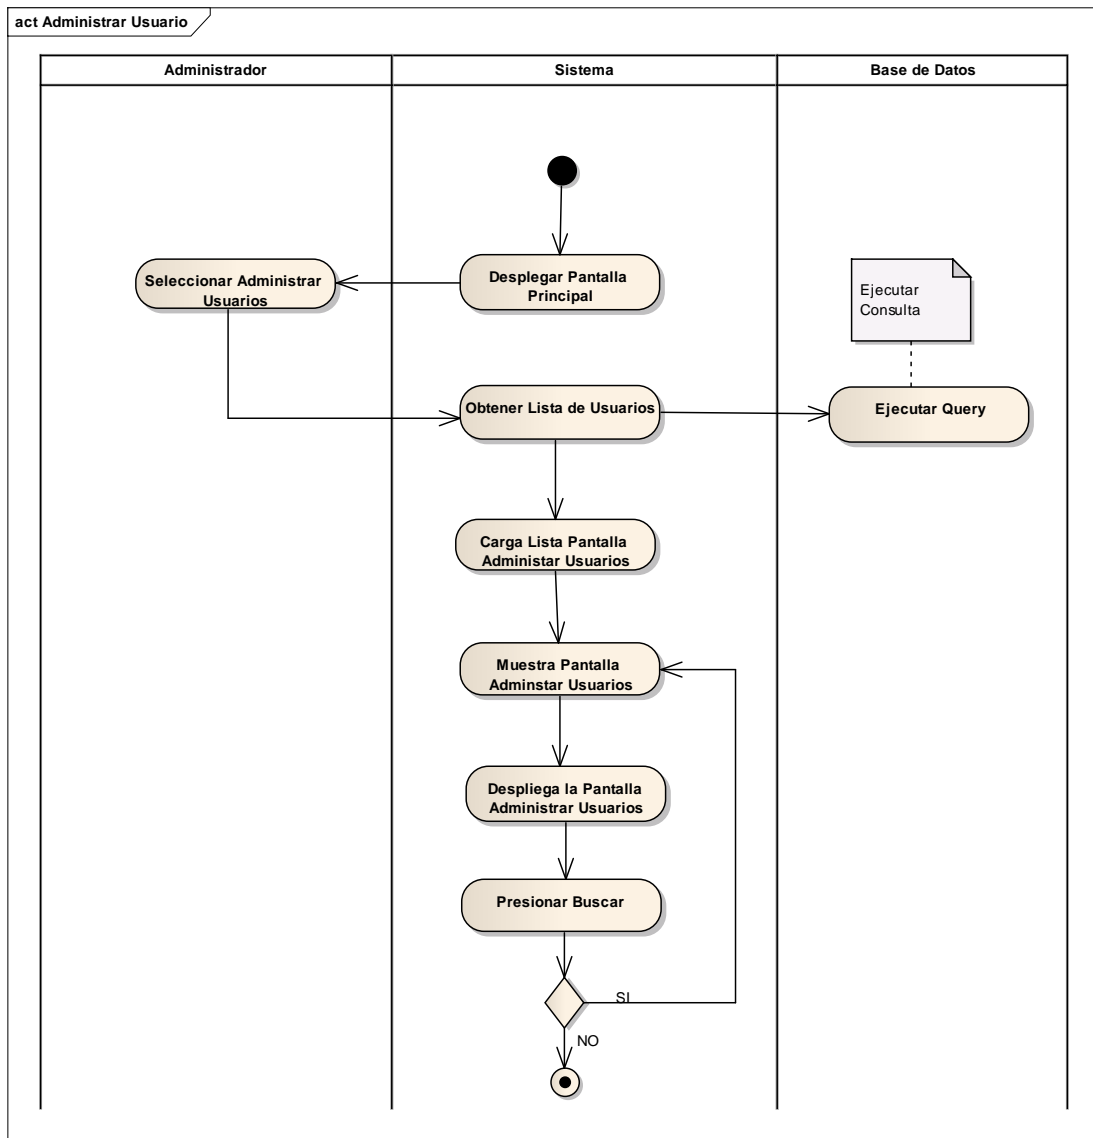 act Administrar Usuario
Administrador
Sistema
Base de Datos
Desplegar Pantalla
Principal
Seleccionar Administrar
Usuarios
Ejecutar
Consulta
Obtener Lista de Usuarios
Ejecutar Query
Carga Lista Pantalla
Administar Usuarios
Muestra Pantalla
Adminstar Usuarios
Despliega la Pantalla
Administrar Usuarios
Presionar Buscar
SI
NO